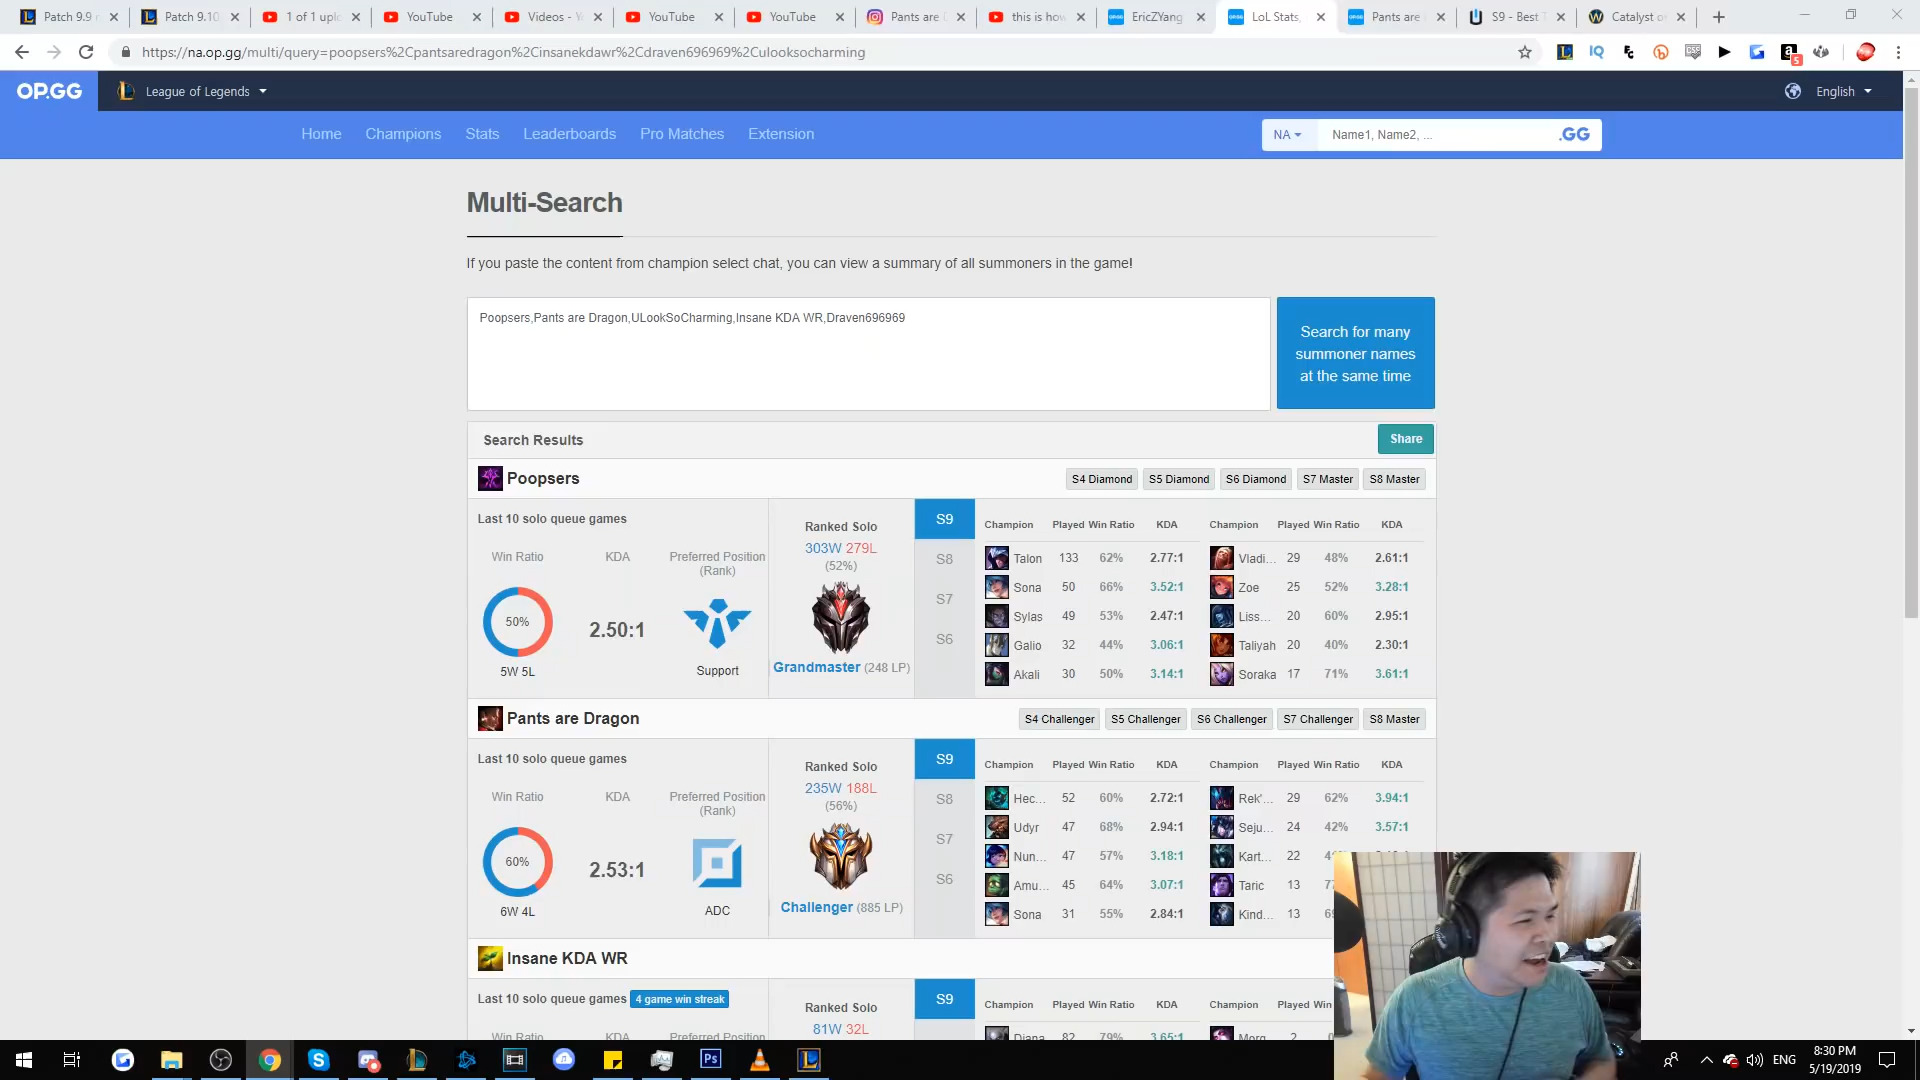 Patch 9.9
Patch 9.10
1 of 1 uplo
YouTube
Videos - Y
YouTube
YouTube
Pants are
this is how
EricZYang
LoL Stats,
Pants are
S9 - Best T
Catalyst o
https://na.op.gg/multi/query=poopsers%2Cpantsaredragon%2Cinsanekdawr%2Cdraven696969%2Culooksocharming
OP.GG
League of Legends
English
Home
Champions
Stats
Leaderboards
Pro Matches
Extension
NA
Name1, Name2, ...
.GG
Multi-Search
If you paste the content from champion select chat, you can view a summary of all summoners in the game!
Poopsers,Pants are Dragon,ULookSoCharming,Insane KDA WR,Draven696969
Search for many
summoner names
at the same time
Search Results
Share
Poopsers
S4 Diamond
S5 Diamond
S6 Diamond
S7 Master
S8 Master
Last 10 solo queue games
Win Ratio
KDA
Preferred Position
(Rank)
50%
5W 5L
2.50:1
Support
Ranked Solo
303W 279L
(52%)
Grandmaster (248 LP)
S9
S8
S7
S6
Champion Played Win Ratio KDA
Talon 133 62% 2.77:1
Sona 50 66% 3.52:1
Sylas 49 53% 2.47:1
Galio 32 44% 3.06:1
Akali 30 50% 3.14:1
Champion Played Win Ratio KDA
Vladi... 29 48% 2.61:1
Zoe 25 52% 3.28:1
Liss... 20 60% 2.95:1
Taliyah 20 40% 2.30:1
Soraka 17 71% 3.61:1
Pants are Dragon
S4 Challenger
S5 Challenger
S6 Challenger
S7 Challenger
S8 Master
Last 10 solo queue games
Win Ratio
KDA
Preferred Position
(Rank)
60%
6W 4L
2.53:1
ADC
Ranked Solo
235W 188L
(56%)
Challenger (885 LP)
S9
S8
S7
S6
Champion Played Win Ratio KDA
Hec... 52 60% 2.72:1
Udyr 47 68% 2.94:1
Nun... 47 57% 3.18:1
Amu... 45 64% 3.07:1
Sona 31 55% 2.84:1
Champion Played Win Ratio KDA
Rek'... 29 62% 3.94:1
Seju... 24 42% 3.57:1
Kart... 22
Taric 13
Kind... 13
Insane KDA WR
Last 10 solo queue games
4 game win streak
Win Ratio
KDA
Preferred Position
Ranked Solo
81W 32L
S9
Champion Played Win Ratio KDA
Diana 82 79% 3.65:1
Champion Played Win
Morg... 2
ENG
8:30 PM
5/19/2019